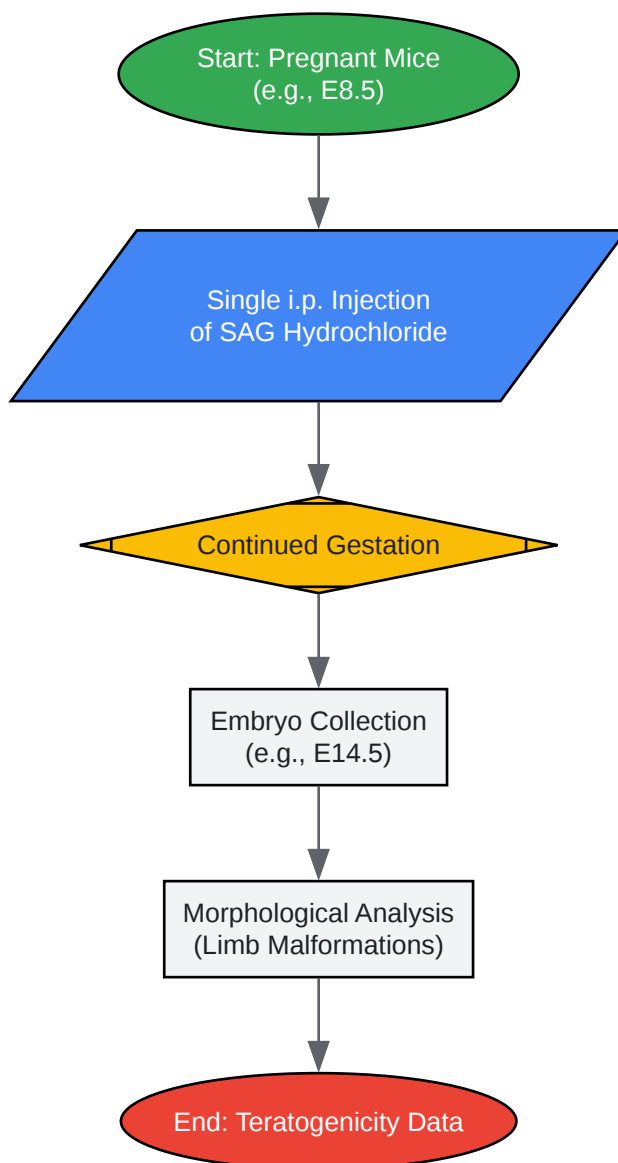 Start: Pregnant Mice
(e.g., E8.5)
Single i.p. Injection
of SAG Hydrochloride
Continued Gestation
Embryo Collection
(e.g., E14.5)
Morphological Analysis
(Limb Malformations)
End: Teratogenicity Data